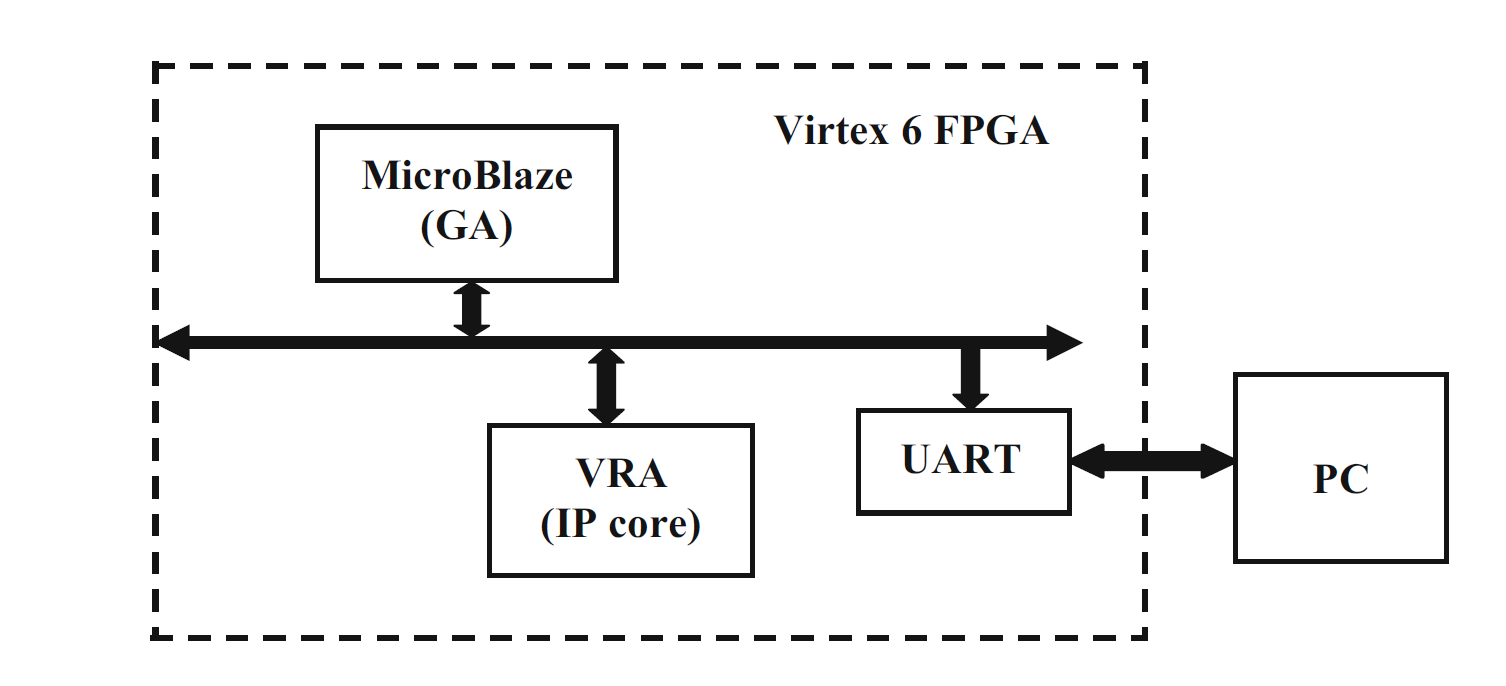 Virtex 6 FPGA
MicroBlaze
(GA)
VRA
(IP core)
UART
PC